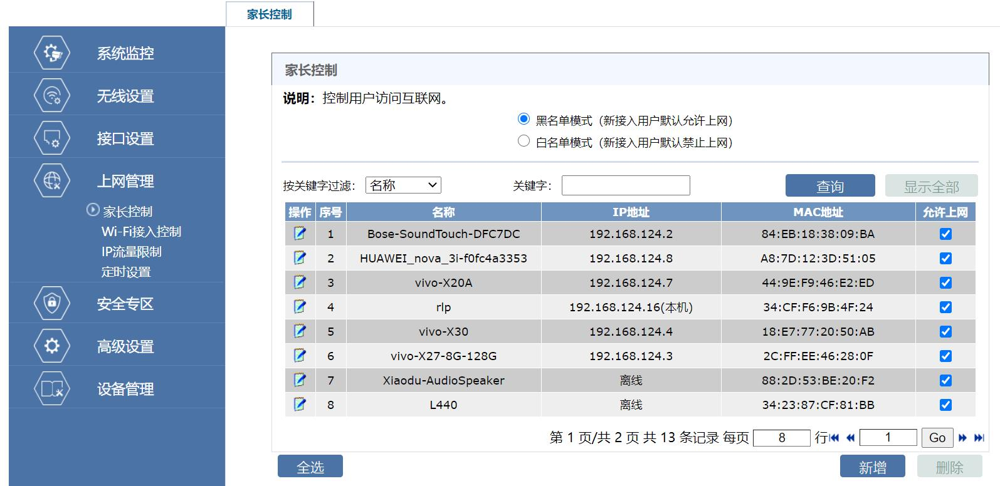 家长控制
系统监控
无线设置
接口设置
上网管理
家长控制
Wi-Fi接入控制
IP流量限制
定时设置
安全专区
高级设置
设备管理
家长控制
说明：控制用户访问互联网。
黑名单模式（新接入用户默认允许上网）
白名单模式（新接入用户默认禁止上网）
按关键字过滤： 名称 关键字： 查询 显示全部
操作 序号 名称 IP地址 MAC地址 允许上网
1 Bose-SoundTouch-DFC7DC 192.168.124.2 84:EB:18:38:09:BA
2 HUAWEI_nova_3i-f0fc4a3353 192.168.124.8 A8:7D:12:3D:51:05
3 vivo-X20A 192.168.124.7 44:9E:F9:46:E2:ED
4 rlp 192.168.124.16(本机) 34:CF:F6:9B:4F:24
5 vivo-X30 192.168.124.4 18:E7:77:20:50:AB
6 vivo-X27-8G-128G 192.168.124.3 2C:FF:EE:46:28:0F
7 Xiaodu-AudioSpeaker 离线 88:2D:53:BE:20:F2
8 L440 离线 34:23:87:CF:81:BB
第 1 页/共 2 页 共 13 条记录 每页 8 行 1 Go
全选 新增 删除